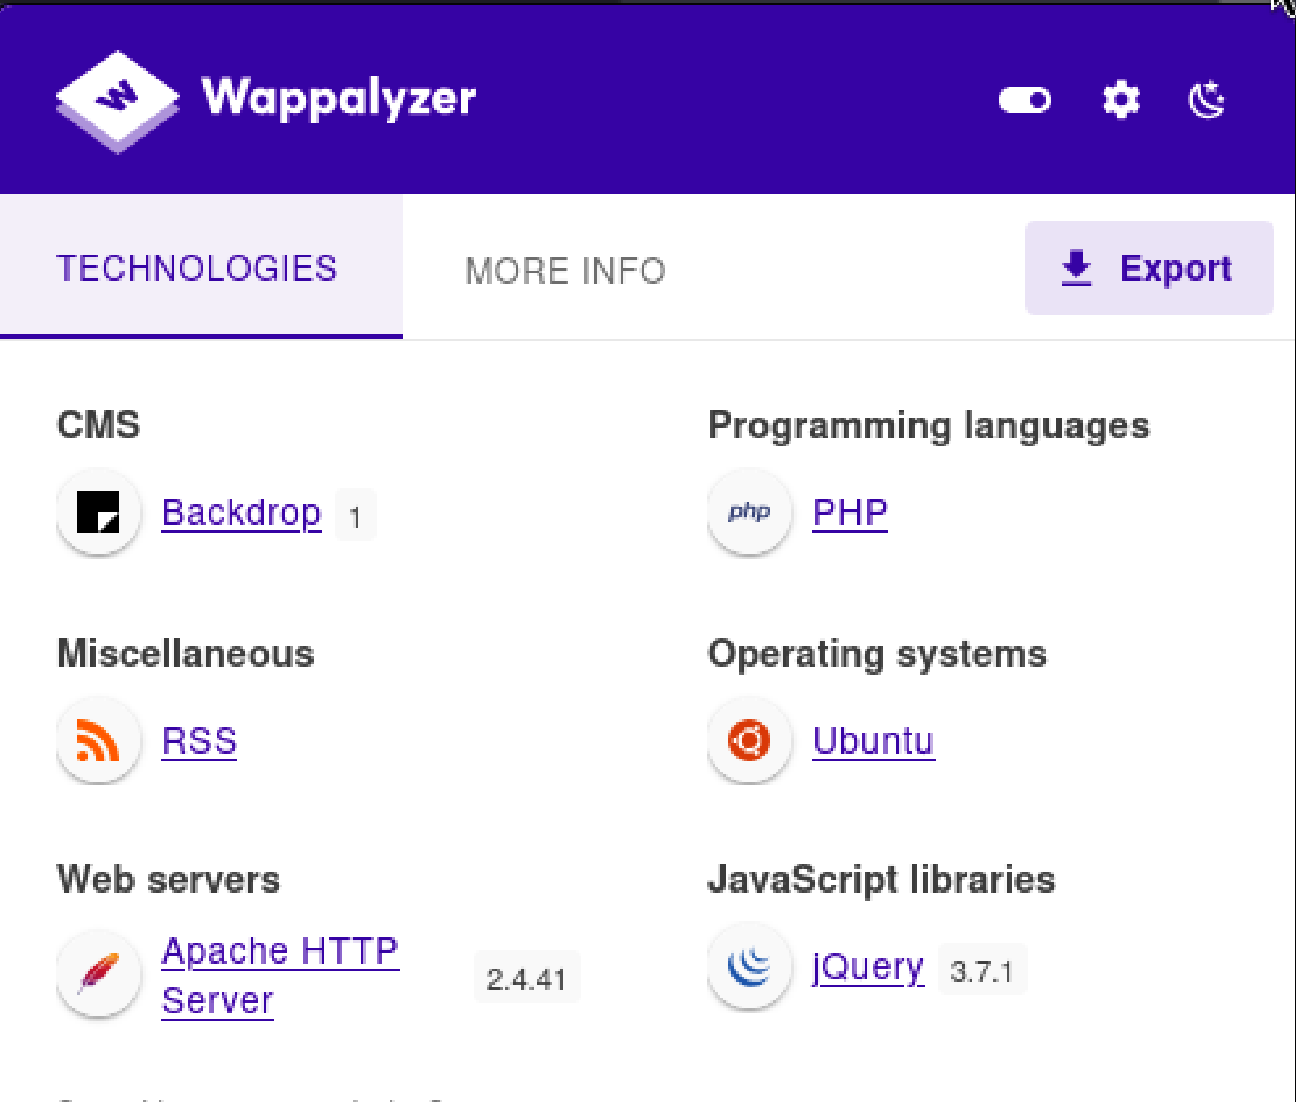 W Wappalyzer
TECHNOLOGIES
MORE INFO
Export
CMS
Backdrop 1
Programming languages
php PHP
Miscellaneous
RSS
Operating systems
Ubuntu
Web servers
Apache HTTP
Server
2.4.41
JavaScript libraries
jQuery 3.7.1